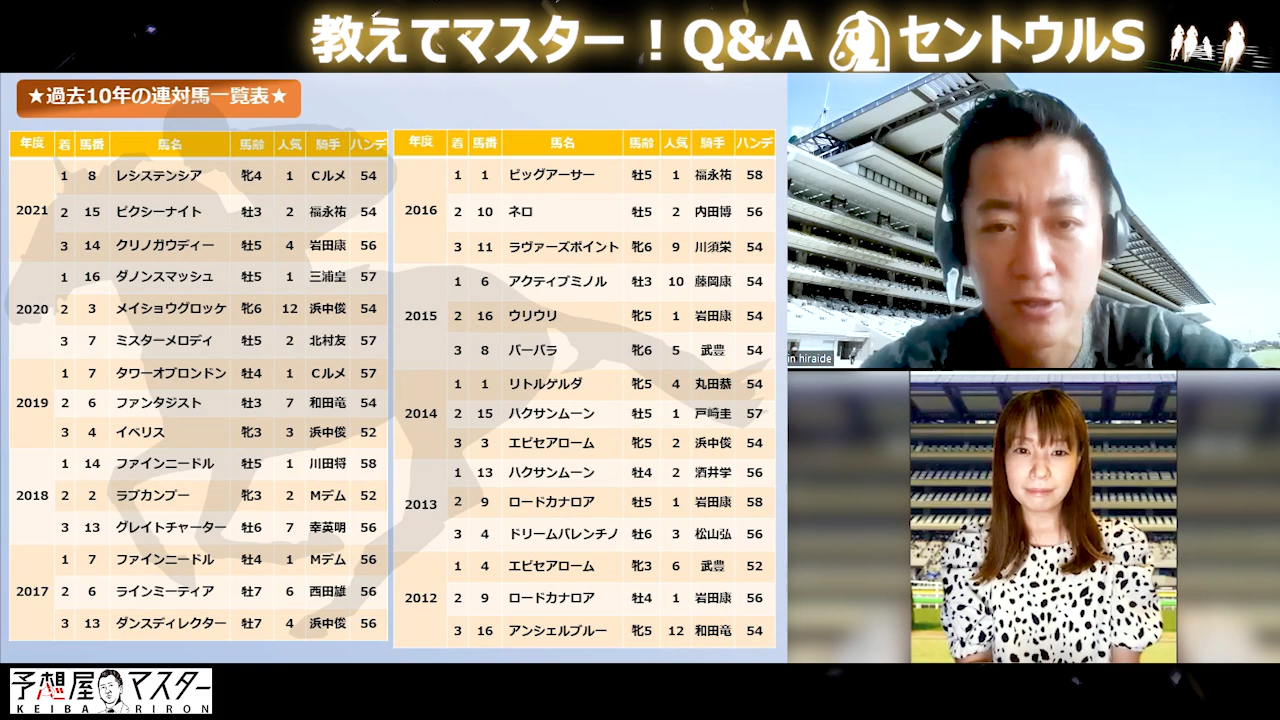 教えてマスター！Q&A セントウルS
★過去10年の連対馬一覧表★
年度 着 馬番 馬名 馬齢 人気 騎手 ハンデ
2021
1 8 レシステンシア 牝4 1 Cルメ 54
2 15 ピクシーナイト 牡3 2 福永祐 54
3 14 クリノガウディー 牡5 4 岩田康 56
2020
1 16 ダノンスマッシュ 牡5 1 三浦皇 57
2 3 メイショウグロッケ 牝6 12 浜中俊 54
3 7 ミスターメロディ 牡5 2 北村友 57
2019
1 7 タワーオブロンドン 牡4 1 Cルメ 57
2 6 ファンタジスト 牡3 7 和田竜 54
3 4 イベリス 牝3 3 浜中俊 52
2018
1 14 ファインニードル 牡5 1 川田将 58
2 2 ラブカンプー 牝3 2 Mデム 52
3 13 グレイトチャーター 牡6 7 幸英明 56
2017
1 7 ファインニードル 牡4 1 Mデム 56
2 6 ラインミーティア 牡7 6 西田雄 56
3 13 ダンスディレクター 牡7 4 浜中俊 56
年度 着 馬番 馬名 馬齢 人気 騎手 ハンデ
2016
1 1 ビッグアーサー 牡5 1 福永祐 58
2 10 ネロ 牡5 2 内田博 56
3 11 ラヴァーズポイント 牝6 9 川須栄 54
2015
1 6 アクティブミノル 牡3 10 藤岡康 54
2 16 ウリウリ 牝5 1 岩田康 54
3 8 バーバラ 牝6 5 武豊 54
2014
1 1 リトルゲルダ 牝5 4 丸田恭 54
2 15 ハクサンムーン 牡5 1 戸崎圭 57
3 3 エピセアローム 牝5 2 浜中俊 54
2013
1 13 ハクサンムーン 牡4 2 酒井学 56
2 9 ロードカナロア 牡5 1 岩田康 58
3 4 ドリームバレンチノ 牡6 3 松山弘 56
2012
1 4 エピセアローム 牝3 6 武豊 52
2 9 ロードカナロア 牡4 1 岩田康 56
3 16 アンシェルブルー 牝5 12 和田竜 54
in hiraide
予想屋マスター
KEIBA RIRON